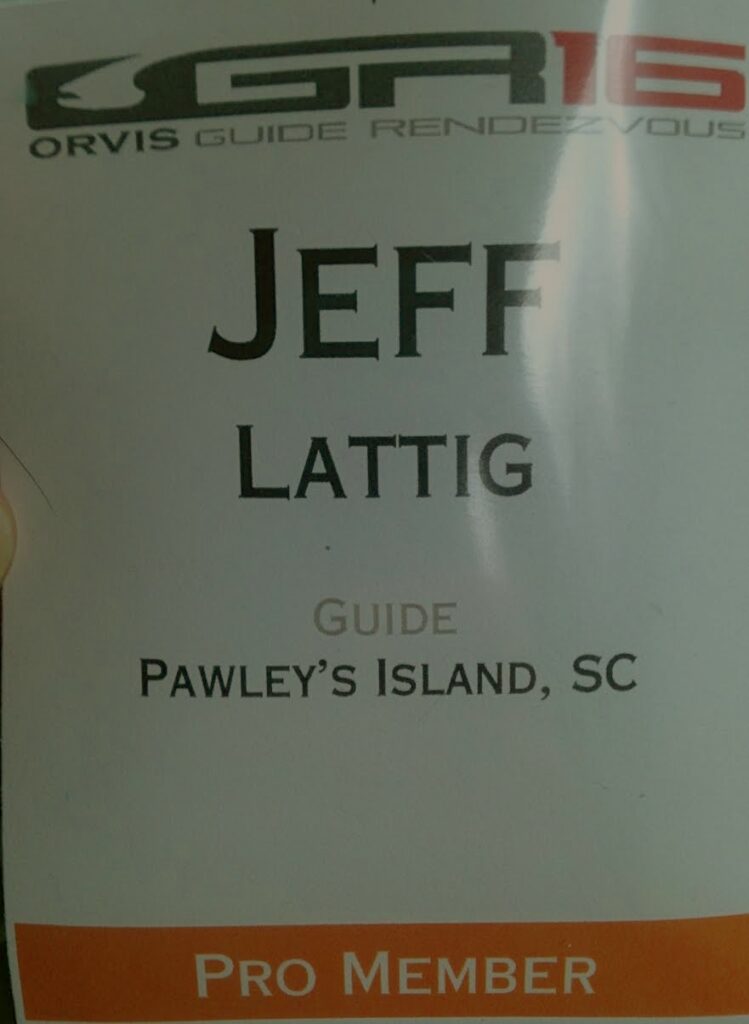 GR16
ORVIS GUIDE RENDEZVOUS
JEFF
LATTIG
GUIDE
PAWLEY'S ISLAND, SC
PRO MEMBER